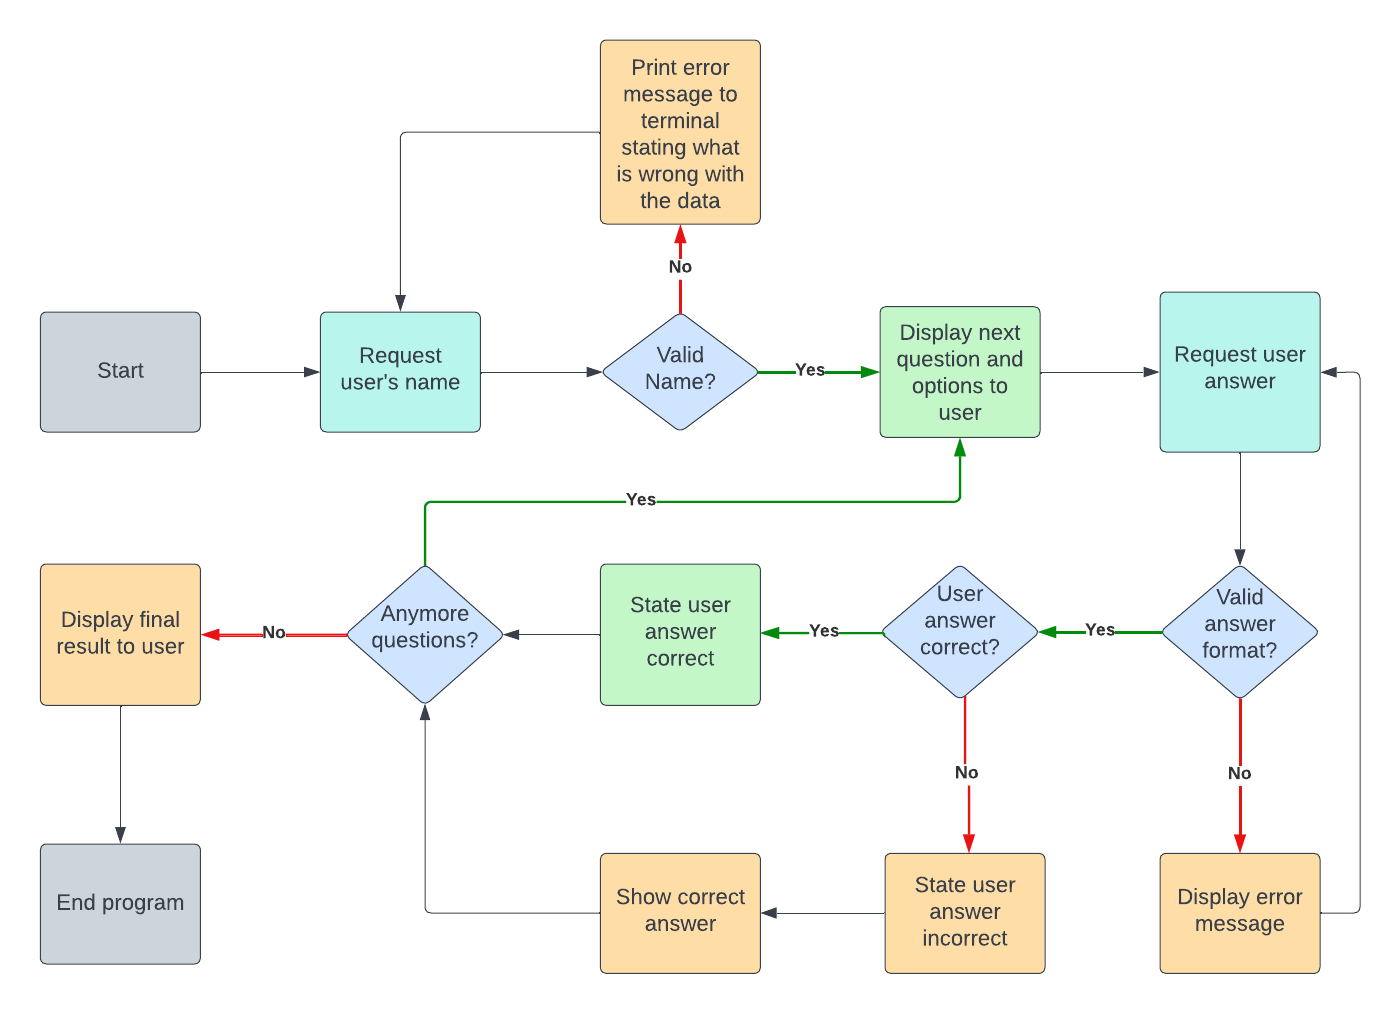 Print error
message to
terminal
stating what
is wrong with
the data
No
Start
Request
user's name
Valid
Name?
Yes
Display next
question and
options to
user
Request user
answer
Yes
Display final
result to user
No
Anymore
questions?
State user
answer
correct
Yes
User
answer
correct?
Yes
Valid
answer
format?
No
No
End program
Show correct
answer
State user
answer
incorrect
Display error
message